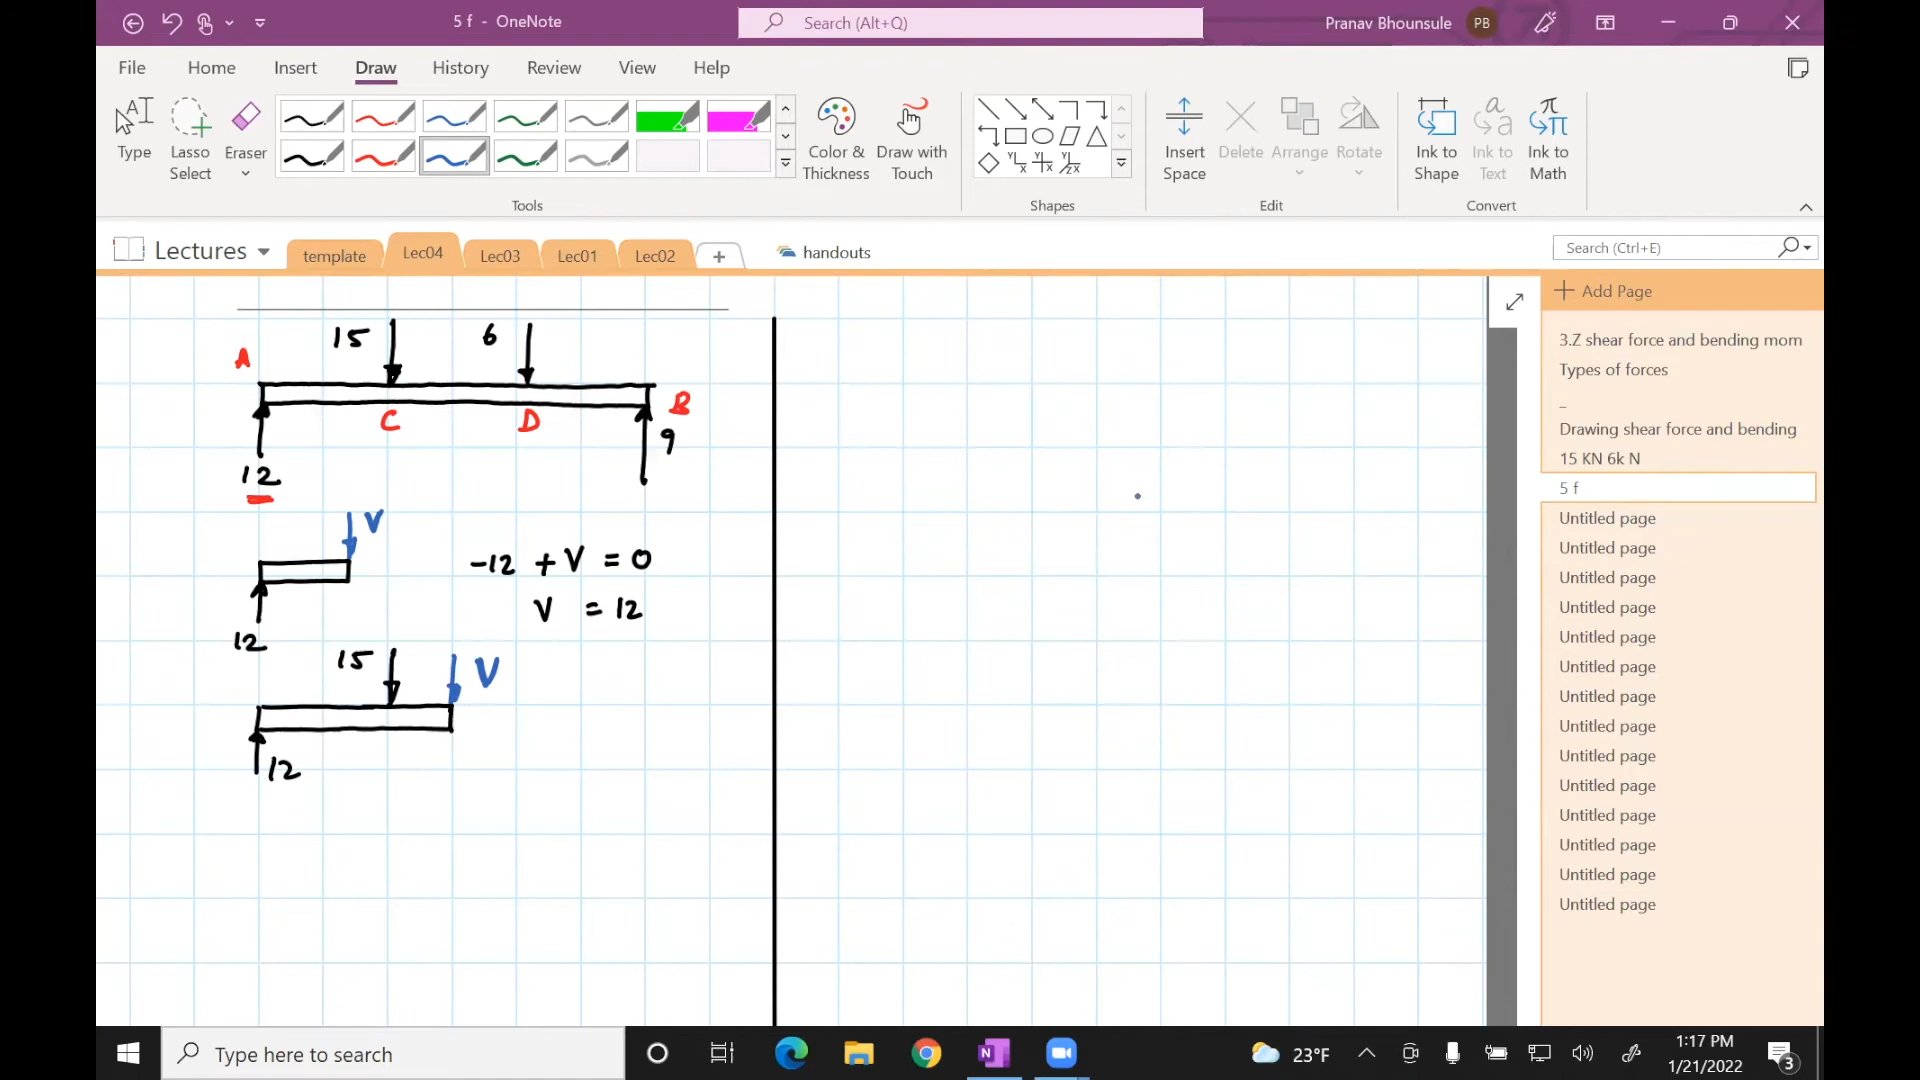 5 f - OneNote
Search (Alt+Q)
Pranav Bhounsule
PB
File Home Insert Draw History Review View Help
Type
Lasso Select
Eraser
Color & Thickness
Draw with Touch
Insert Space
Delete
Arrange
Rotate
Ink to Shape
Ink to Text
Ink to Math
Tools
Shapes
Edit
Convert
Lectures
template
Lec04
Lec03
Lec01
Lec02
handouts
Search (Ctrl+E)
Add Page
3.Z shear force and bending mom
Types of forces
_
Drawing shear force and bending
15 KN 6k N
5 f
Untitled page
Untitled page
Untitled page
Untitled page
Untitled page
Untitled page
Untitled page
Untitled page
Untitled page
Untitled page
Untitled page
Untitled page
Untitled page
Untitled page
15 6
A
C D B
9
12
V
-12 + V = 0
V = 12
12
15 V
12
Type here to search
23°F
1:17 PM
1/21/2022
3